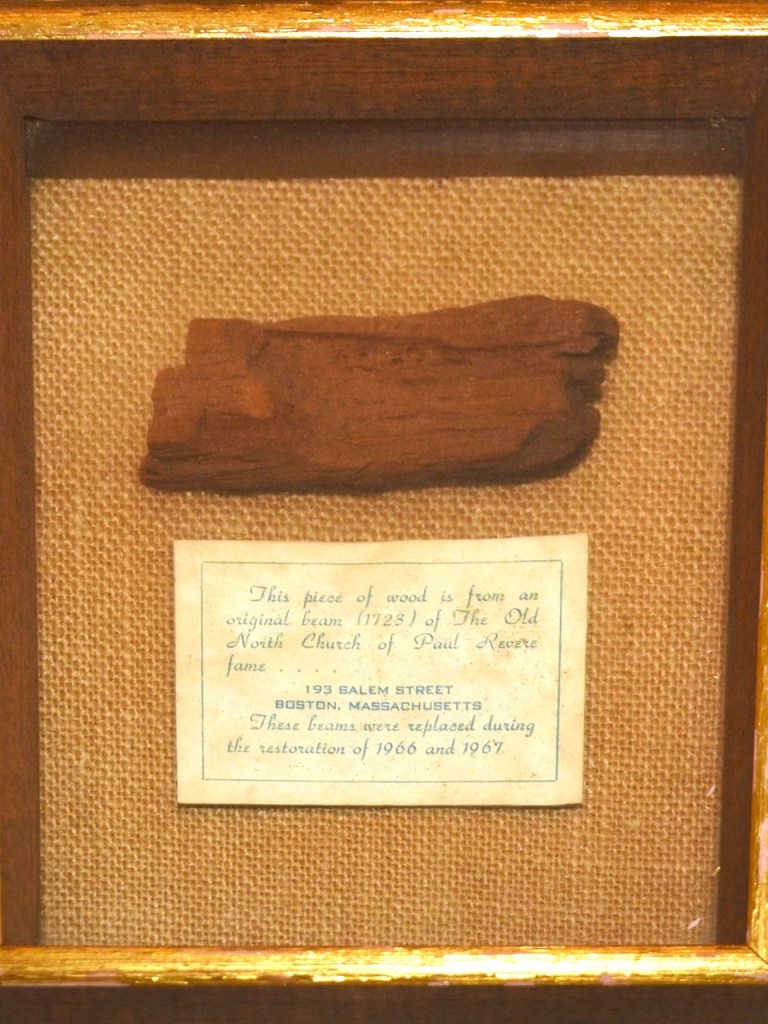 This piece of wood is from an
original beam (1723) of The Old
North Church of Paul Revere
fame . . . .
193 SALEM STREET
BOSTON, MASSACHUSETTS
These beams were replaced during
the restoration of 1966 and 1967